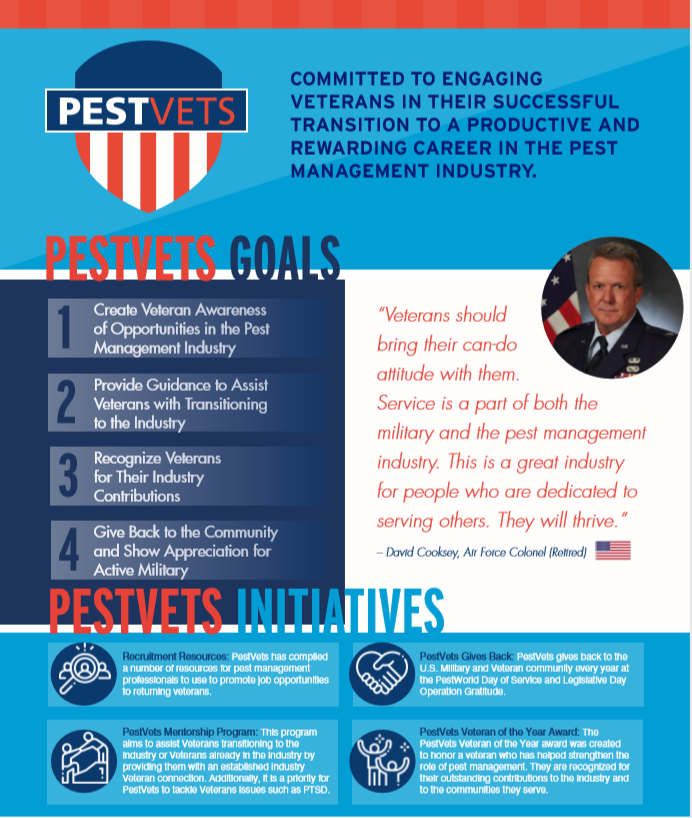 PESTVETS
COMMITTED TO ENGAGING
VETERANS IN THEIR SUCCESSFUL
TRANSITION TO A PRODUCTIVE AND
REWARDING CAREER IN THE PEST
MANAGEMENT INDUSTRY.
PESTVETS GOALS
1
Create Veteran Awareness
of Opportunities in the Pest
Management Industry
2
Provide Guidance to Assist
Veterans with Transitioning
to the Industry
3
Recognize Veterans
for Their Industry
Contributions
4
Give Back to the Community
and Show Appreciation for
Active Military
“Veterans should
bring their can-do
attitude with them.
Service is a part of both the
military and the pest management
industry. This is a great industry
for people who are dedicated to
serving others. They will thrive.”
– David Cooksey, Air Force Colonel (Retired)
PESTVETS INITIATIVES
Recruitment Resources: PestVets has compiled
a number of resources for pest management
professionals to use to promote job opportunities
to returning veterans.
PestVets Gives Back: PestVets gives back to the
U.S. Military and Veteran community every year at
the PestWorld Day of Service and Legislative Day
Operation Gratitude.
PestVets Mentorship Program: This program
aims to assist Veterans transitioning to the
industry or Veterans already in the industry by
providing them with an established industry
Veteran connection. Additionally, it is a priority for
PestVets to tackle Veterans issues such as PTSD.
PestVets Veteran of the Year Award: The
PestVets Veteran of the Year award was created
to honor a veteran who has helped strengthen the
role of pest management. They are recognized for
their outstanding contributions to the industry and
to the communities they serve.